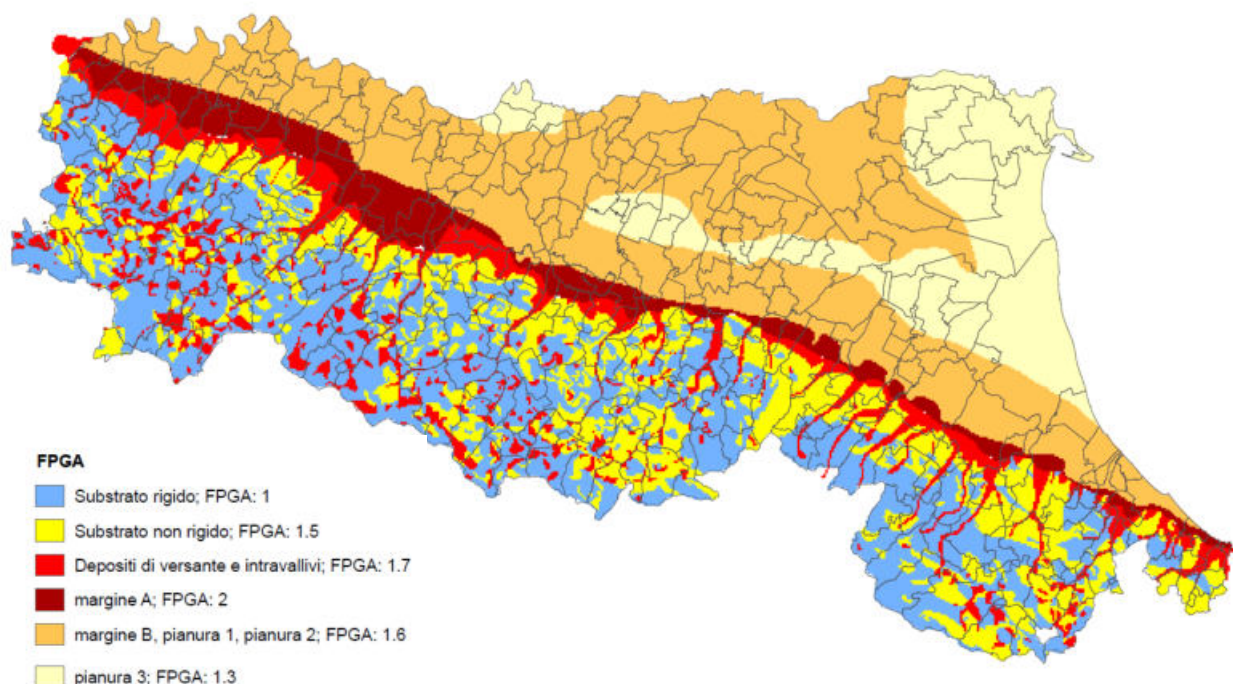 FPGA
Substrato rigido; FPGA: 1
Substrato non rigido; FPGA: 1.5
Depositi di versante e intravallivi; FPGA: 1.7
margine A; FPGA: 2
margine B, pianura 1, pianura 2; FPGA: 1.6
pianura 3; FPGA: 1.3